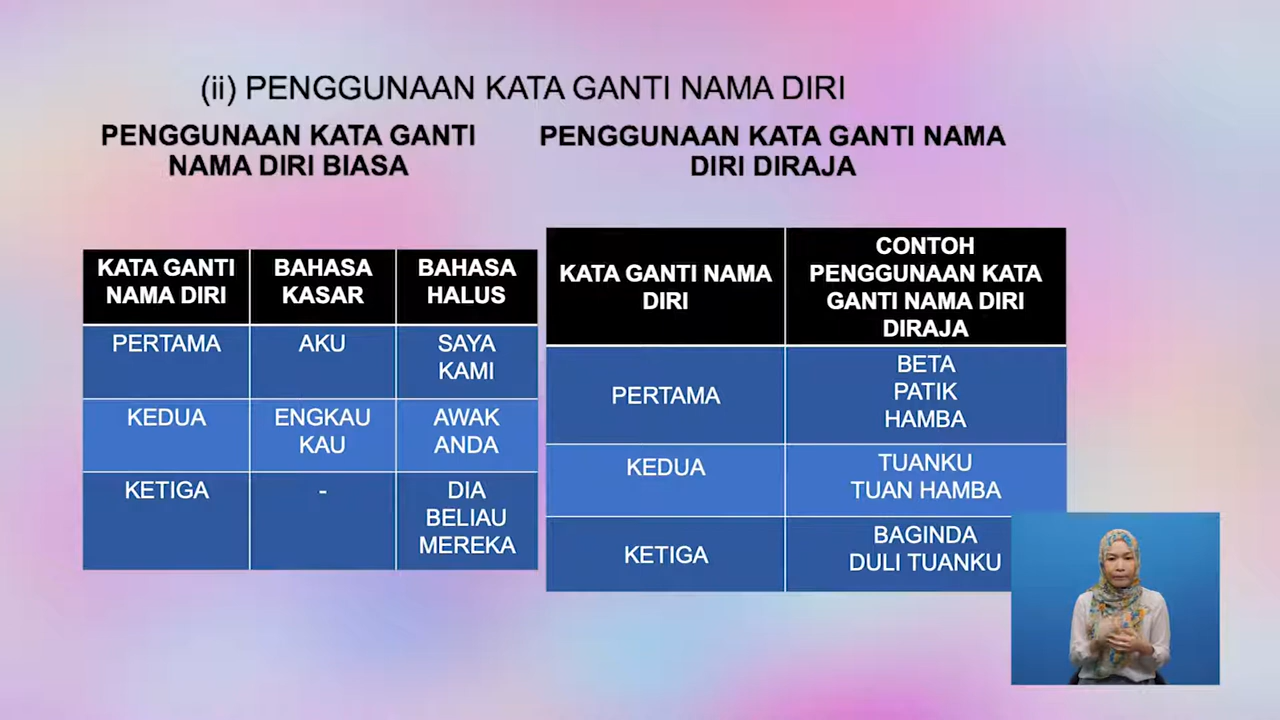 (ii) PENGGUNAAN KATA GANTI NAMA DIRI
PENGGUNAAN KATA GANTI
NAMA DIRI BIASA
KATA GANTI
NAMA DIRI
BAHASA
KASAR
BAHASA
HALUS
PERTAMA
AKU
SAYA
KAMI
KEDUA
ENGKAU
KAU
AWAK
ANDA
KETIGA
-
DIA
BELIAU
MEREKA
PENGGUNAAN KATA GANTI NAMA
DIRI DIRAJA
KATA GANTI NAMA
DIRI
CONTOH
PENGGUNAAN KATA
GANTI NAMA DIRI
DIRAJA
PERTAMA
BETA
PATIK
HAMBA
KEDUA
TUANKU
TUAN HAMBA
KETIGA
BAGINDA
DULI TUANKU